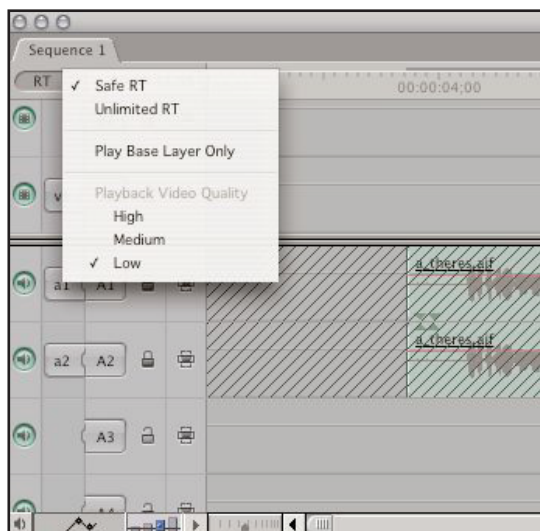 Sequence 1
RT
✓ Safe RT
Unlimited RT
00:00:04;00
Play Base Layer Only
Playback Video Quality
High
Medium
✓ Low
v
a_theres.aif
a1 A1
a_theres.aif
a2 A2
A3